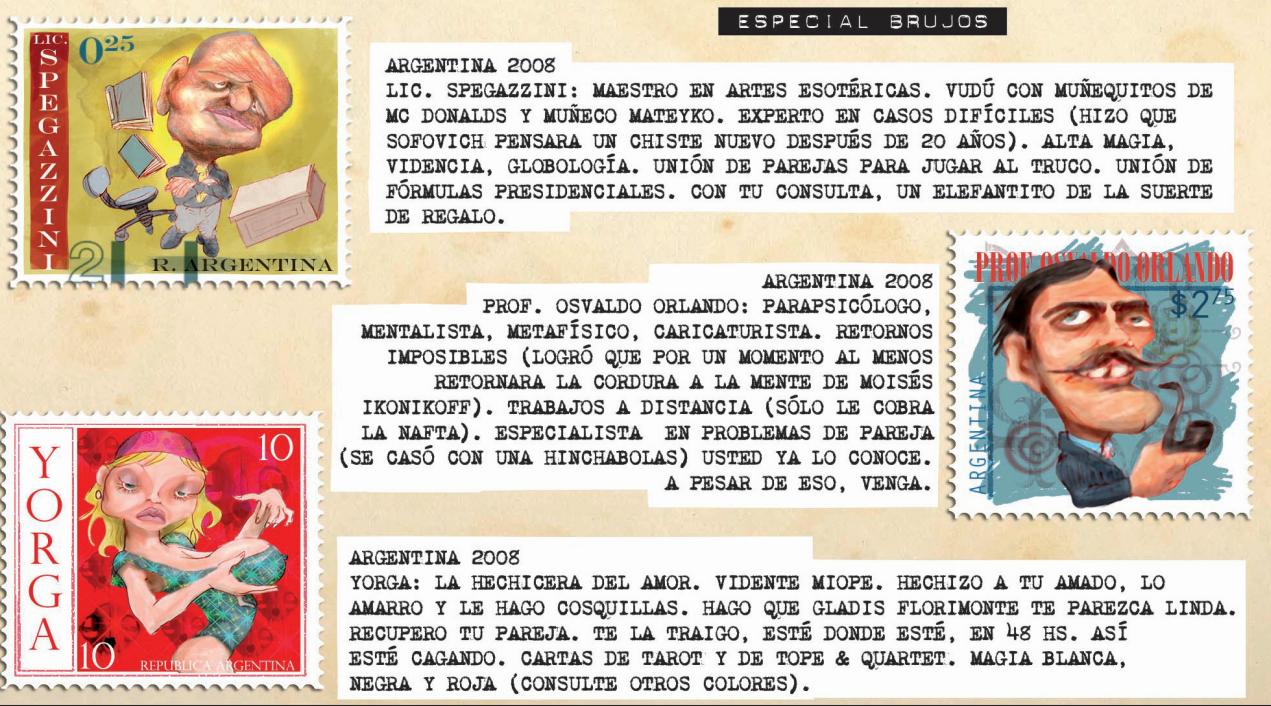 ESPECIAL BRUJOS
LIC.
SPEGAZZINI
0.25
21
R. ARGENTINA
ARGENTINA 2008
LIC. SPEGAZZINI: MAESTRO EN ARTES ESOTÉRICAS. VUDÚ CON MUÑEQUITOS DE
MC DONALDS Y MUÑECO MATEYKO. EXPERTO EN CASOS DIFÍCILES (HIZO QUE
SOFOVICH PENSARA UN CHISTE NUEVO DESPUÉS DE 20 AÑOS). ALTA MAGIA,
VIDENCIA, GLOBOLOGÍA. UNIÓN DE PAREJAS PARA JUGAR AL TRUCO. UNIÓN DE
FÓRMULAS PRESIDENCIALES. CON TU CONSULTA, UN ELEFANTITO DE LA SUERTE
DE REGALO.
ARGENTINA 2008
PROF. OSVALDO ORLANDO: PARAPSICÓLOGO,
MENTALISTA, METAFÍSICO, CARICATURISTA. RETORNOS
IMPOSIBLES (LOGRÓ QUE POR UN MOMENTO AL MENOS
RETORNARA LA CORDURA A LA MENTE DE MOISÉS
IKONIKOFF). TRABAJOS A DISTANCIA (SÓLO LE COBRA
LA NAFTA). ESPECIALISTA EN PROBLEMAS DE PAREJA
(SE CASÓ CON UNA HINCHABOLAS) USTED YA LO CONOCE.
A PESAR DE ESO, VENGA.
PROF OSVALDO ORLANDO
$2.75
ARGENTINA
YORGA
10
10
REPUBLICA ARGENTINA
ARGENTINA 2008
YORGA: LA HECHICERA DEL AMOR. VIDENTE MIOPE. HECHIZO A TU AMADO, LO
AMARRO Y LE HAGO COSQUILLAS. HAGO QUE GLADIS FLORIMONTE TE PAREZCA LINDA.
RECUPERO TU PAREJA. TE LA TRAIGO, ESTÉ DONDE ESTÉ, EN 48 HS. ASÍ
ESTÉ CAGANDO. CARTAS DE TAROT Y DE TOPE & QUARTET. MAGIA BLANCA,
NEGRA Y ROJA (CONSULTE OTROS COLORES).